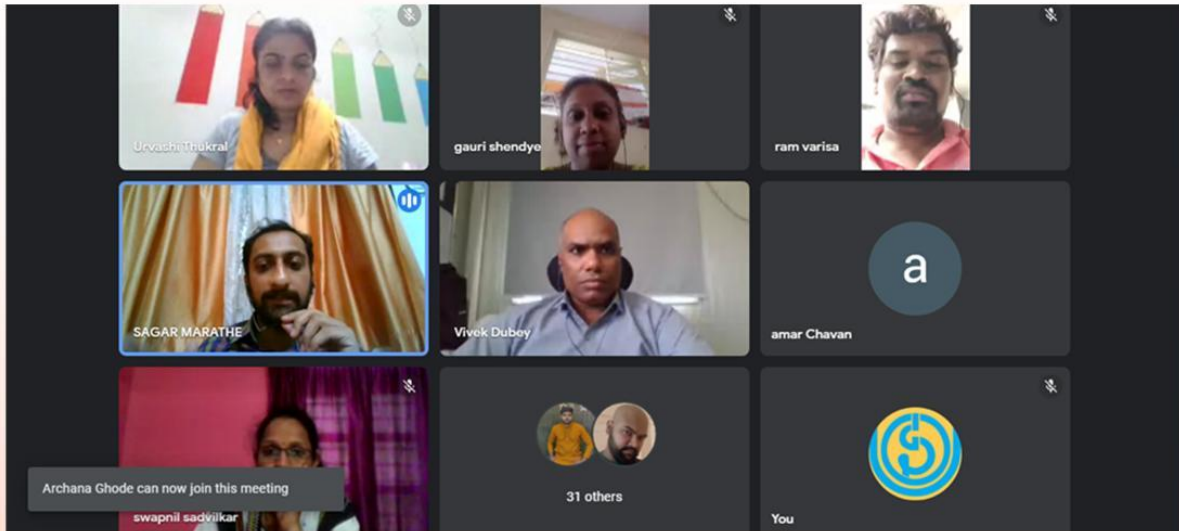 Urvashi Thukral
gauri shendye
ram varisa
SAGAR MARATHE
Vivek Dubey
a
amar Chavan
Archana Ghode can now join this meeting
swapnil sadvilkar
31 others
You